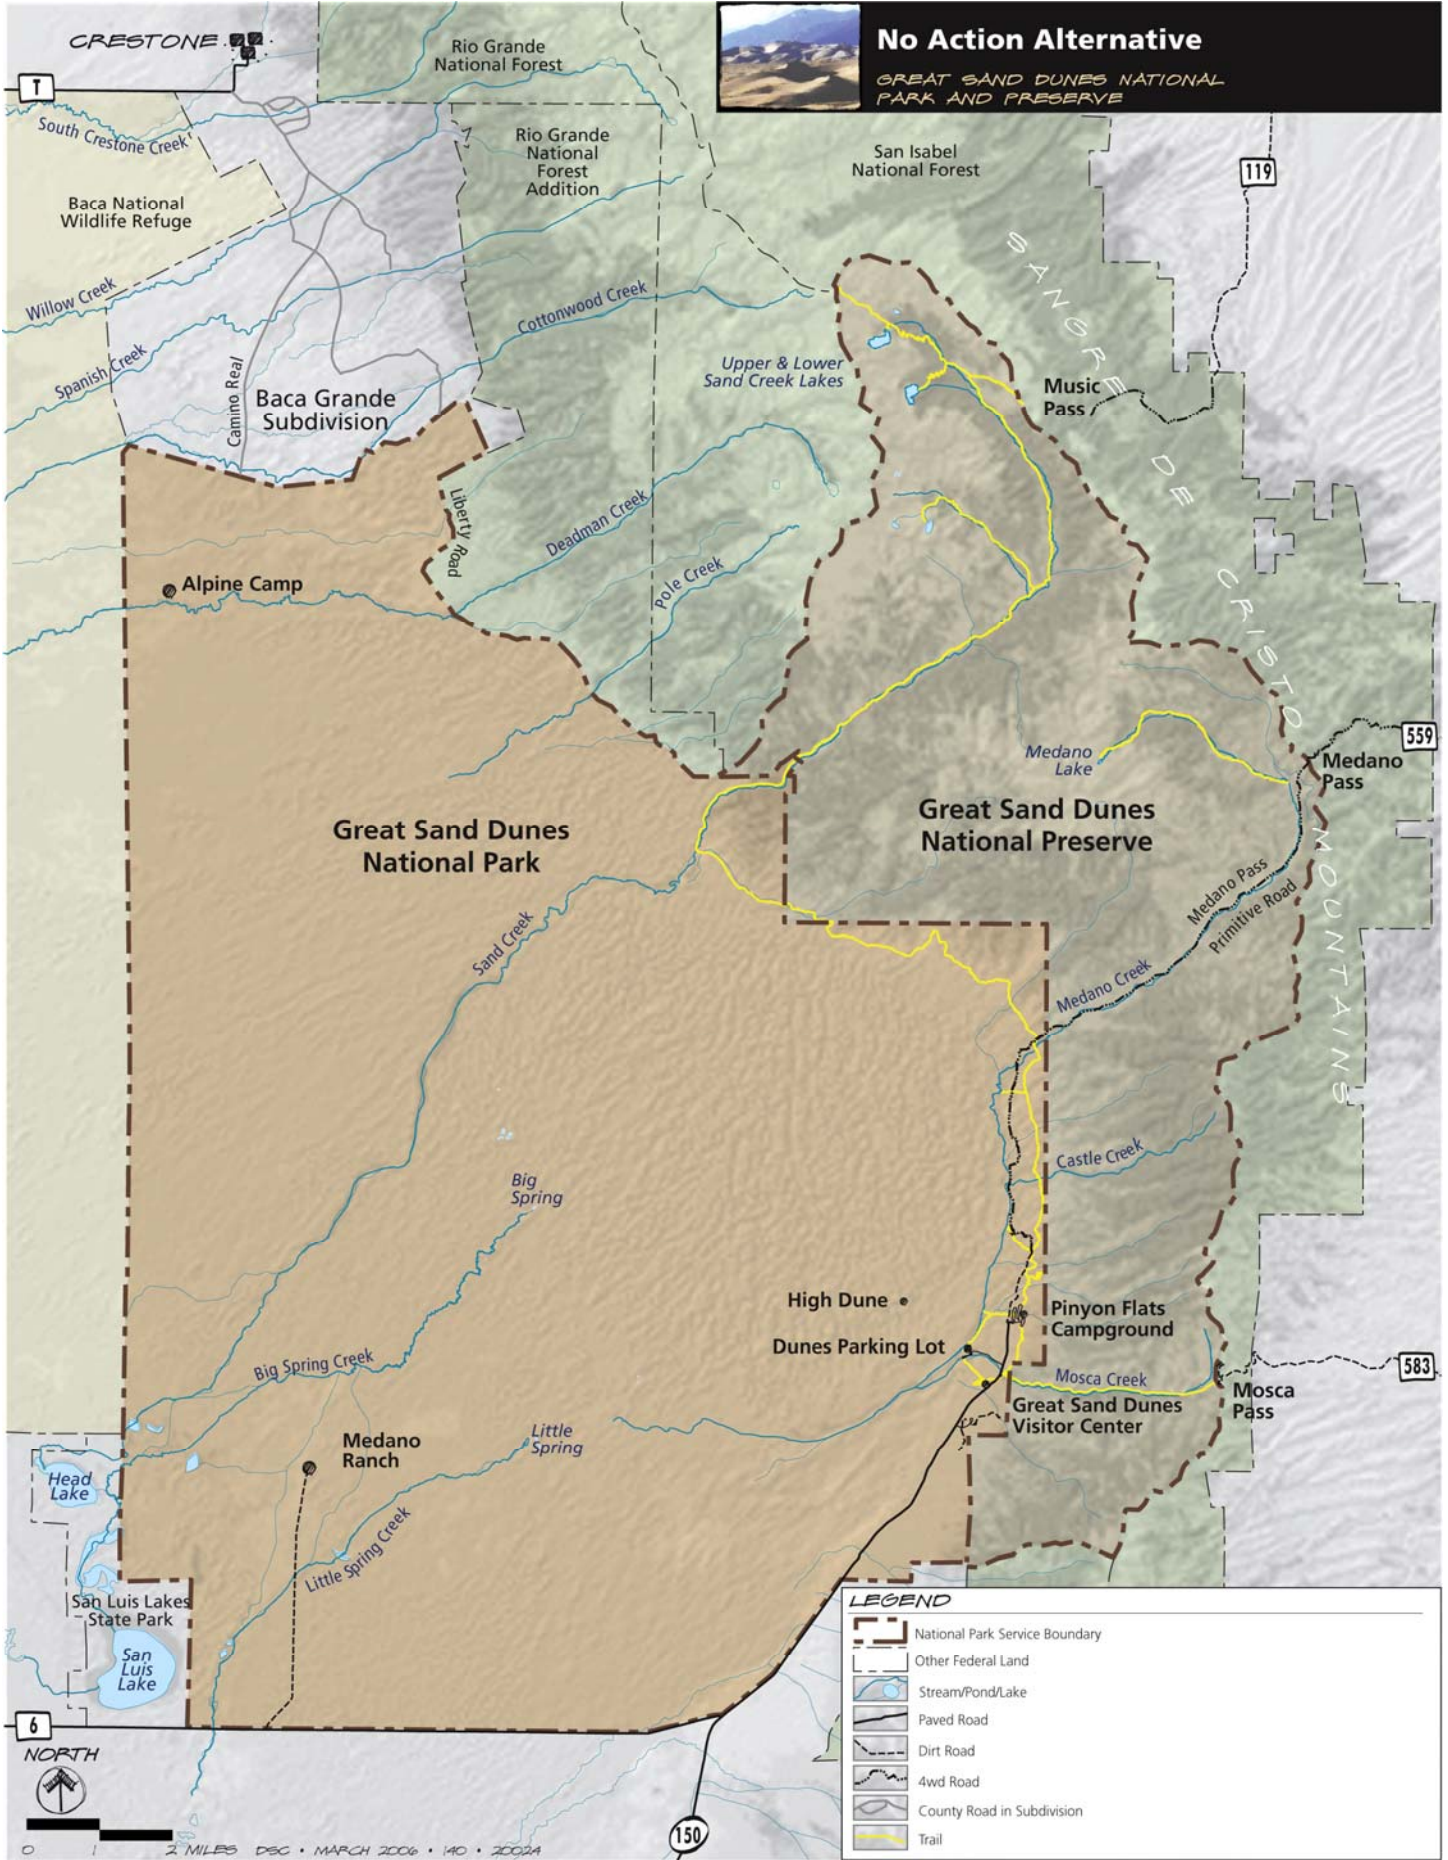 No Action Alternative
GREAT SAND DUNES NATIONAL
PARK AND PRESERVE
CRESTONE
T
Rio Grande
National Forest
South Crestone Creek
Rio Grande
National
Forest
Addition
San Isabel
National Forest
119
Baca National
Wildlife Refuge
Willow Creek
Spanish Creek
Cottonwood Creek
Camino Real
Baca Grande
Subdivision
Upper & Lower
Sand Creek Lakes
Music
Pass
SANGRE DE CRISTO MOUNTAINS
Liberty Road
Deadman Creek
Pole Creek
Alpine Camp
Medano
Lake
559
Medano
Pass
Great Sand Dunes
National Park
Great Sand Dunes
National Preserve
Medano Pass
Primitive Road
Sand Creek
Medano Creek
Castle Creek
Big
Spring
High Dune
Pinyon Flats
Campground
Dunes Parking Lot
Big Spring Creek
Mosca Creek
583
Mosca
Pass
Great Sand Dunes
Visitor Center
Medano
Ranch
Little
Spring
Head
Lake
Little Spring Creek
San Luis Lakes
State Park
San
Luis
Lake
6
NORTH
150
0 1 2 MILES DSC • MARCH 2006 • 140 • 20024
LEGEND
National Park Service Boundary
Other Federal Land
Stream/Pond/Lake
Paved Road
Dirt Road
4wd Road
County Road in Subdivision
Trail